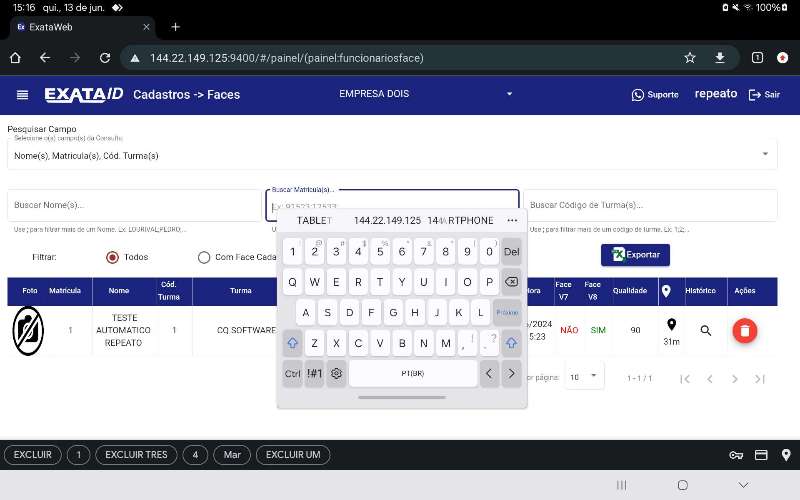 15:16 qui., 13 de jun.
100%
Ex ExataWeb
144.22.149.125:9400/#/painel/(painel:funcionariosface)
1
EXATA ID Cadastros -> Faces EMPRESA DOIS Suporte repeato Sair
Pesquisar Campo
Selecione o(s) campo(s) da Consulta
Nome(s), Matricula(s), Cód. Turma(s)
Buscar Matricula(s)...
Buscar Nome(s)... Ex: 91523;17533 Buscar Código de Turma(s)...
Use ; para filtrar mais de um Nome. Ex: LOURIVAL;PEDRO;... Use ; para filtrar mais de um código de turma. Ex: 1;2;...
TABLET 144.22.149.125 RTPHONE ...
Filtrar: Todos Com Face Cada Exportar
1 2 3 4 5 6 7 8 9 0 Del
Q W E R T Y U I O P
A S D F G H J K L Próximo
Z X C V B N M , ! . ?
Ctrl !#1 PT(BR) < >
Foto Matrícula Nome Cód. Turma Turma Hora Face V7 Face V8 Qualidade Histórico Ações
1 TESTE AUTOMATICO REPEATO 1 CQ SOFTWARE /2024 5:23 NÃO SIM 90 31m
por página: 10 1 - 1 / 1
EXCLUIR 1 EXCLUIR TRES 4 Mar EXCLUIR UM